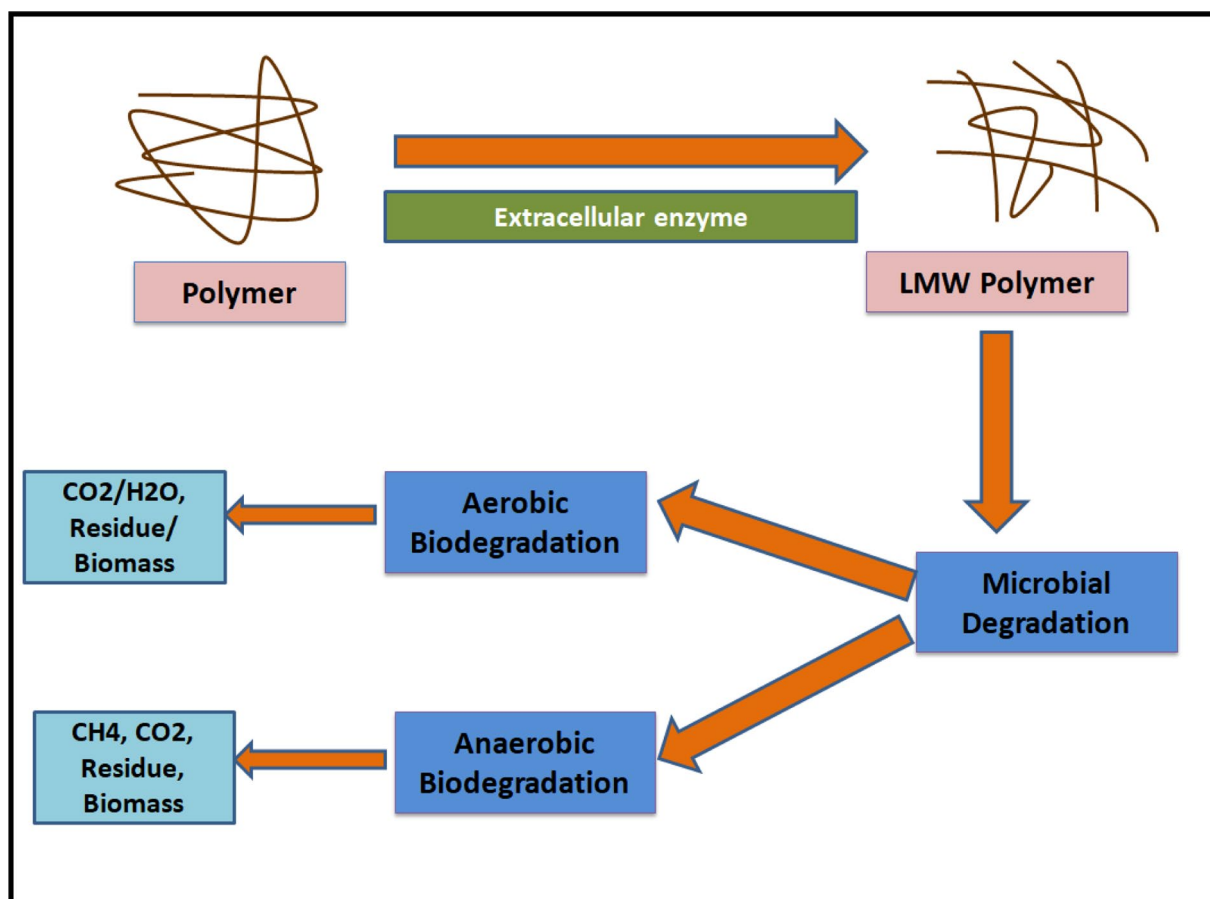 Extracellular enzyme
Polymer
LMW Polymer
CO2/H2O,
Residue/
Biomass
Aerobic
Biodegradation
Microbial
Degradation
CH4, CO2,
Residue,
Biomass
Anaerobic
Biodegradation